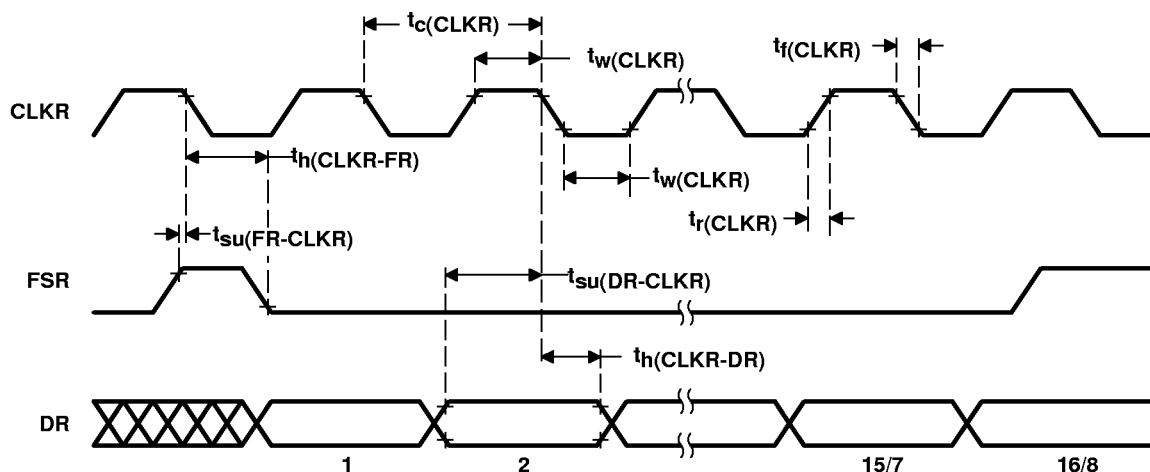 tc(CLKR)
tw(CLKR)
tf(CLKR)
CLKR
th(CLKR-FR)
tw(CLKR)
tr(CLKR)
tsu(FR-CLKR)
FSR
tsu(DR-CLKR)
th(CLKR-DR)
DR
1 2 15/7 16/8